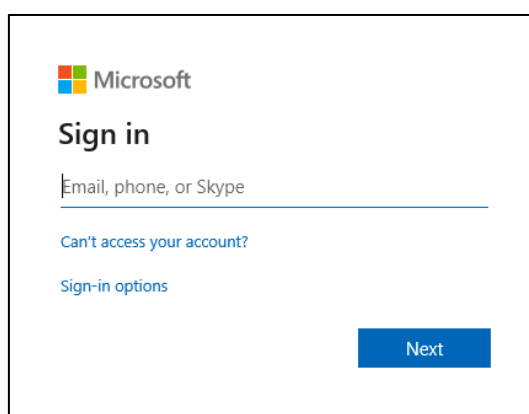 Microsoft
Sign in
Email, phone, or Skype
Can't access your account?
Sign-in options
Next